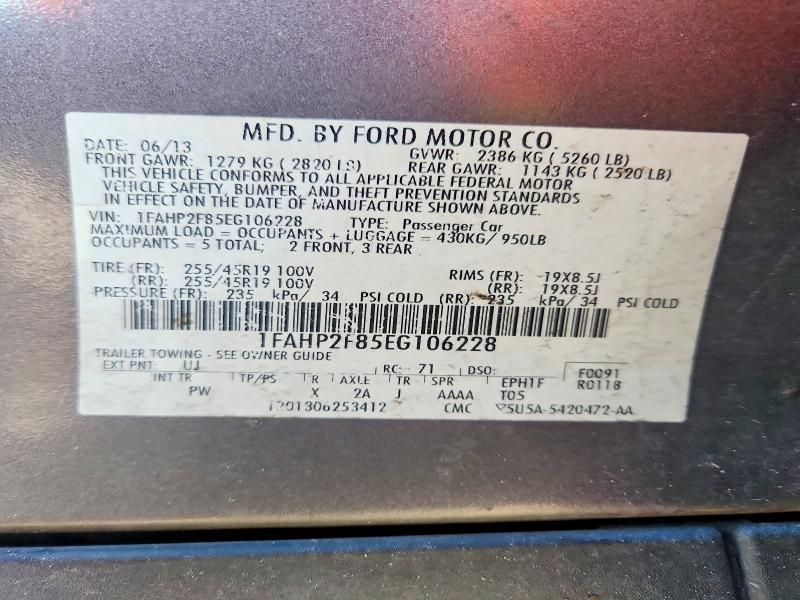 MFD. BY FORD MOTOR CO.
DATE: 06/13 GVWR: 2386 KG ( 5260 LB)
FRONT GAWR: 1279 KG ( 2820 LB) REAR GAWR: 1143 KG ( 2520 LB)
THIS VEHICLE CONFORMS TO ALL APPLICABLE FEDERAL MOTOR
VEHICLE SAFETY, BUMPER, AND THEFT PREVENTION STANDARDS
IN EFFECT ON THE DATE OF MANUFACTURE SHOWN ABOVE.
VIN: 1FAHP2F85EG106228 TYPE: Passenger Car
MAXIMUM LOAD = OCCUPANTS + LUGGAGE = 430KG/ 950LB
OCCUPANTS = 5 TOTAL; 2 FRONT, 3 REAR
TIRE (FR): 255/45R19 100V RIMS (FR): 19X8.5J
(RR): 255/45R19 100V (RR): 19X8.5J
PRESSURE (FR): 235 kPa/ 34 PSI COLD (RR): 235 kPa/ 34 PSI COLD
1FAHP2F85EG106228
TRAILER TOWING - SEE OWNER GUIDE
EXT PNT: UJ RC: 71 DSO: F0091
INT TR TP/PS R AXLE TR SPR EPH1F R0118
PW X 2A J AAAA T05
1201306253412 CMC 5U5A-5420472-AA